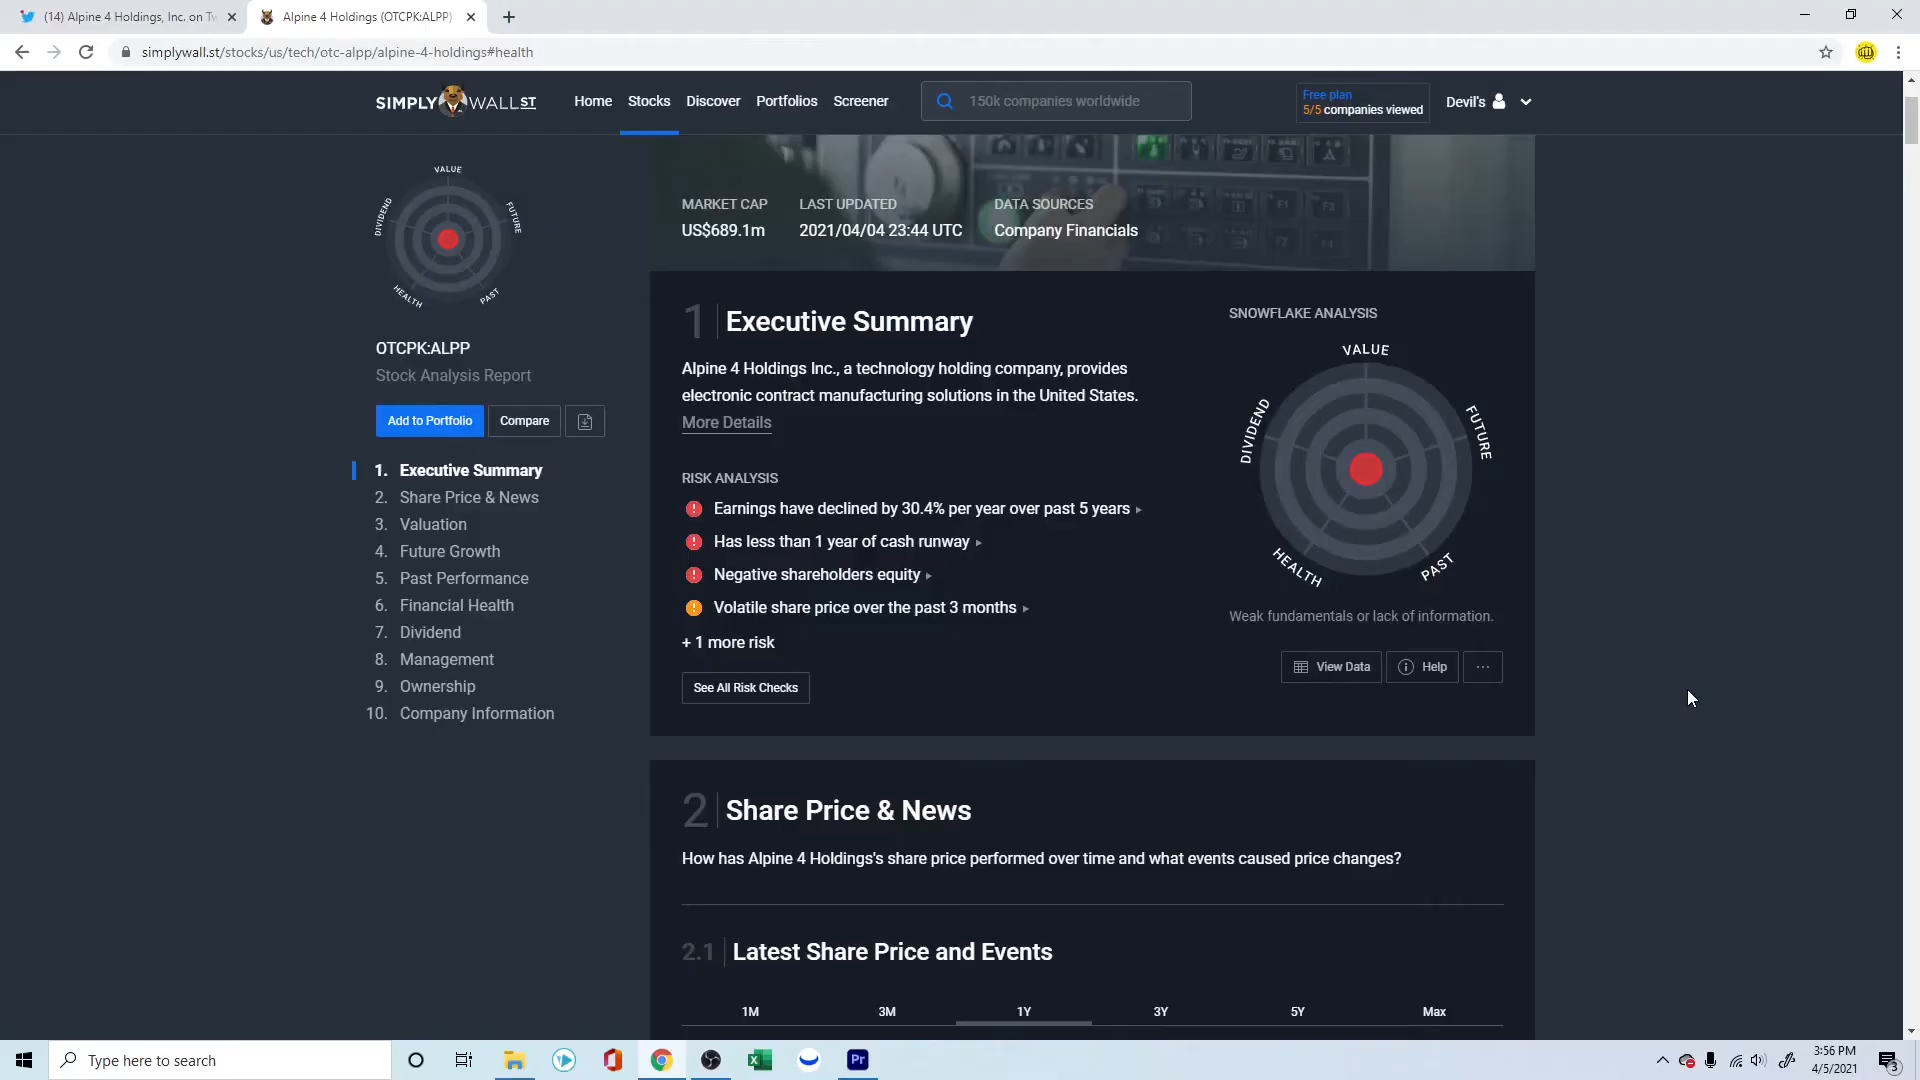 (14) Alpine 4 Holdings, Inc. on Tw
Alpine 4 Holdings (OTCPK:ALPP)
simplywall.st/stocks/us/tech/otc-alpp/alpine-4-holdings#health
SIMPLY WALL ST
Home
Stocks
Discover
Portfolios
Screener
150k companies worldwide
Free plan
5/5 companies viewed
Devil's
VALUE
FUTURE
PAST
HEALTH
DIVIDEND
OTCPK:ALPP
Stock Analysis Report
Add to Portfolio
Compare
1. Executive Summary
2. Share Price & News
3. Valuation
4. Future Growth
5. Past Performance
6. Financial Health
7. Dividend
8. Management
9. Ownership
10. Company Information
MARKET CAP
US$689.1m
LAST UPDATED
2021/04/04 23:44 UTC
DATA SOURCES
Company Financials
1 Executive Summary
Alpine 4 Holdings Inc., a technology holding company, provides
electronic contract manufacturing solutions in the United States.
More Details
RISK ANALYSIS
Earnings have declined by 30.4% per year over past 5 years
Has less than 1 year of cash runway
Negative shareholders equity
Volatile share price over the past 3 months
+ 1 more risk
See All Risk Checks
SNOWFLAKE ANALYSIS
VALUE
FUTURE
PAST
HEALTH
DIVIDEND
Weak fundamentals or lack of information.
View Data
Help
2 Share Price & News
How has Alpine 4 Holdings's share price performed over time and what events caused price changes?
2.1 Latest Share Price and Events
1M
3M
1Y
3Y
5Y
Max
Type here to search
Pr
3:56 PM
4/5/2021
3